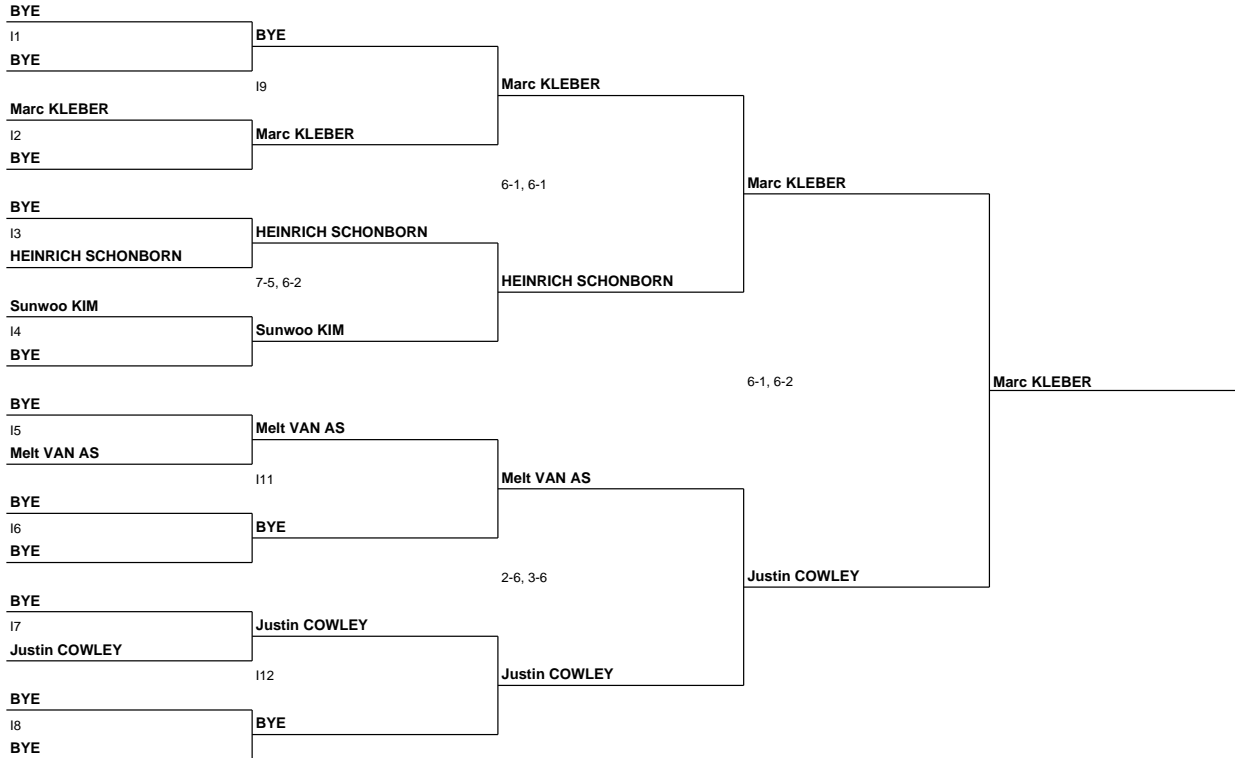 BYE
I1
BYE
BYE
I9
Marc KLEBER
Marc KLEBER
I2
Marc KLEBER
BYE
6-1, 6-1
Marc KLEBER
BYE
I3
HEINRICH SCHONBORN
HEINRICH SCHONBORN
7-5, 6-2
HEINRICH SCHONBORN
Sunwoo KIM
I4
Sunwoo KIM
BYE
6-1, 6-2
Marc KLEBER
BYE
I5
Melt VAN AS
Melt VAN AS
I11
Melt VAN AS
BYE
I6
BYE
BYE
2-6, 3-6
Justin COWLEY
BYE
I7
Justin COWLEY
Justin COWLEY
I12
Justin COWLEY
BYE
I8
BYE
BYE